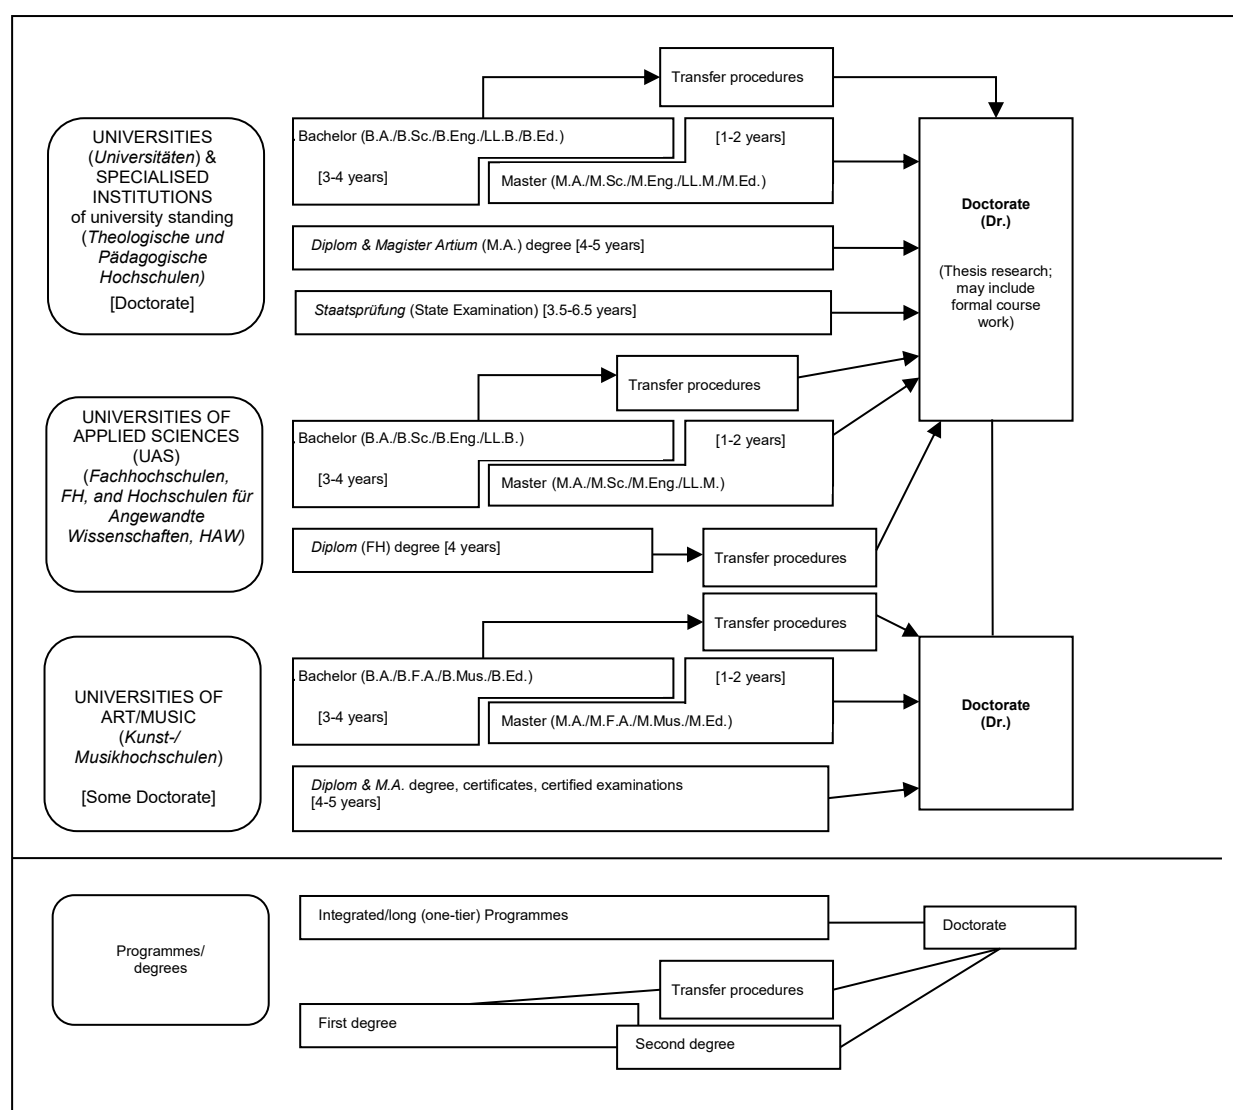 Transfer procedures
UNIVERSITIES
(Universitäten) &
SPECIALISED
INSTITUTIONS
of university standing
(Theologische und
Pädagogische
Hochschulen)
[Doctorate]
. Bachelor (B.A./B.Sc./B.Eng./LL.B./B.Ed.)
[1-2 years]
[3-4 years]
Master (M.A./M.Sc./M.Eng./LL.M./M.Ed.)
Diplom & Magister Artium (M.A.) degree [4-5 years]
Staatsprüfung (State Examination) [3.5-6.5 years]
Doctorate
(Dr.)
(Thesis research;
may include
formal course
work)
UNIVERSITIES OF
APPLIED SCIENCES
(UAS)
(Fachhochschulen,
FH, and Hochschulen für
Angewandte
Wissenschaften, HAW)
Transfer procedures
. Bachelor (B.A./B.Sc./B.Eng./LL.B.)
[1-2 years]
[3-4 years]
Master (M.A./M.Sc./M.Eng./LL.M.)
Diplom (FH) degree [4 years]
Transfer procedures
UNIVERSITIES OF
ART/MUSIC
(Kunst-/
Musikhochschulen)
[Some Doctorate]
Transfer procedures
. Bachelor (B.A./B.F.A./B.Mus./B.Ed.)
[1-2 years]
[3-4 years]
Master (M.A./M.F.A./M.Mus./M.Ed.)
Diplom & M.A. degree, certificates, certified examinations
[4-5 years]
Doctorate
(Dr.)
Programmes/
degrees
Integrated/long (one-tier) Programmes
Doctorate
Transfer procedures
First degree
Second degree